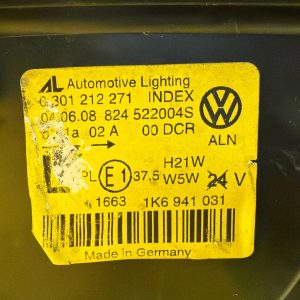 AL Automotive Lighting
0 301 212 271 INDEX
04.06.08 824 522004S
02 A 00 DCR
ALN
L PL E1 37,5 H21W
W5W 24 V
1663 1K6 941 031
Made in Germany